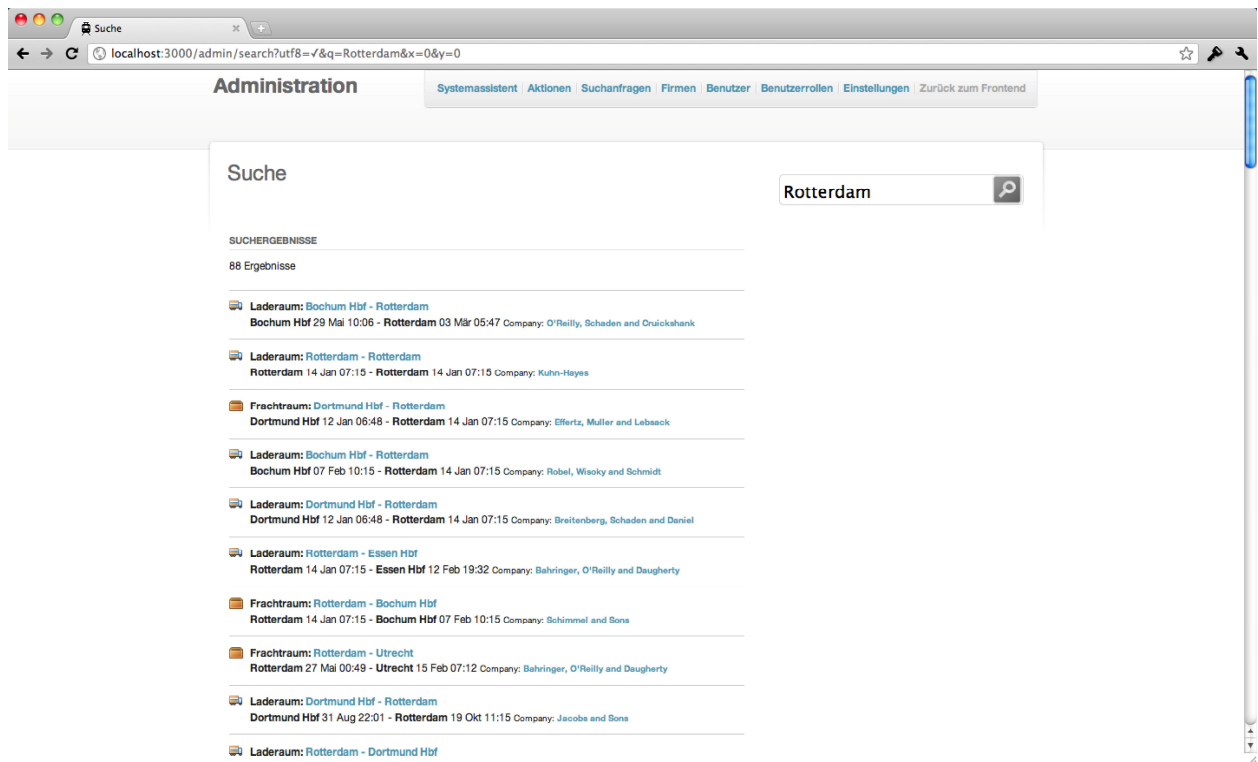 Suche
localhost:3000/admin/search?utf8=✓&q=Rotterdam&x=0&y=0
Administration
Systemassistent Aktionen Suchanfragen Firmen Benutzer Benutzerrollen Einstellungen Zurück zum Frontend
Suche
Rotterdam
SUCHERGEBNISSE
88 Ergebnisse
Laderaum: Bochum Hbf - Rotterdam
Bochum Hbf 29 Mai 10:06 - Rotterdam 03 Mär 05:47 Company: O'Reilly, Schaden and Cruickshank
Laderaum: Rotterdam - Rotterdam
Rotterdam 14 Jan 07:15 - Rotterdam 14 Jan 07:15 Company: Kuhn-Hayes
Frachtraum: Dortmund Hbf - Rotterdam
Dortmund Hbf 12 Jan 06:48 - Rotterdam 14 Jan 07:15 Company: Effertz, Muller and Lebsack
Laderaum: Bochum Hbf - Rotterdam
Bochum Hbf 07 Feb 10:15 - Rotterdam 14 Jan 07:15 Company: Robel, Wisoky and Schmidt
Laderaum: Dortmund Hbf - Rotterdam
Dortmund Hbf 12 Jan 06:48 - Rotterdam 14 Jan 07:15 Company: Breitenberg, Schaden and Daniel
Laderaum: Rotterdam - Essen Hbf
Rotterdam 14 Jan 07:15 - Essen Hbf 12 Feb 19:32 Company: Bahringer, O'Reilly and Daugherty
Frachtraum: Rotterdam - Bochum Hbf
Rotterdam 14 Jan 07:15 - Bochum Hbf 07 Feb 10:15 Company: Schimmel and Sons
Frachtraum: Rotterdam - Utrecht
Rotterdam 27 Mai 00:49 - Utrecht 15 Feb 07:12 Company: Bahringer, O'Reilly and Daugherty
Laderaum: Dortmund Hbf - Rotterdam
Dortmund Hbf 31 Aug 22:01 - Rotterdam 19 Okt 11:15 Company: Jacobs and Sons
Laderaum: Rotterdam - Dortmund Hbf